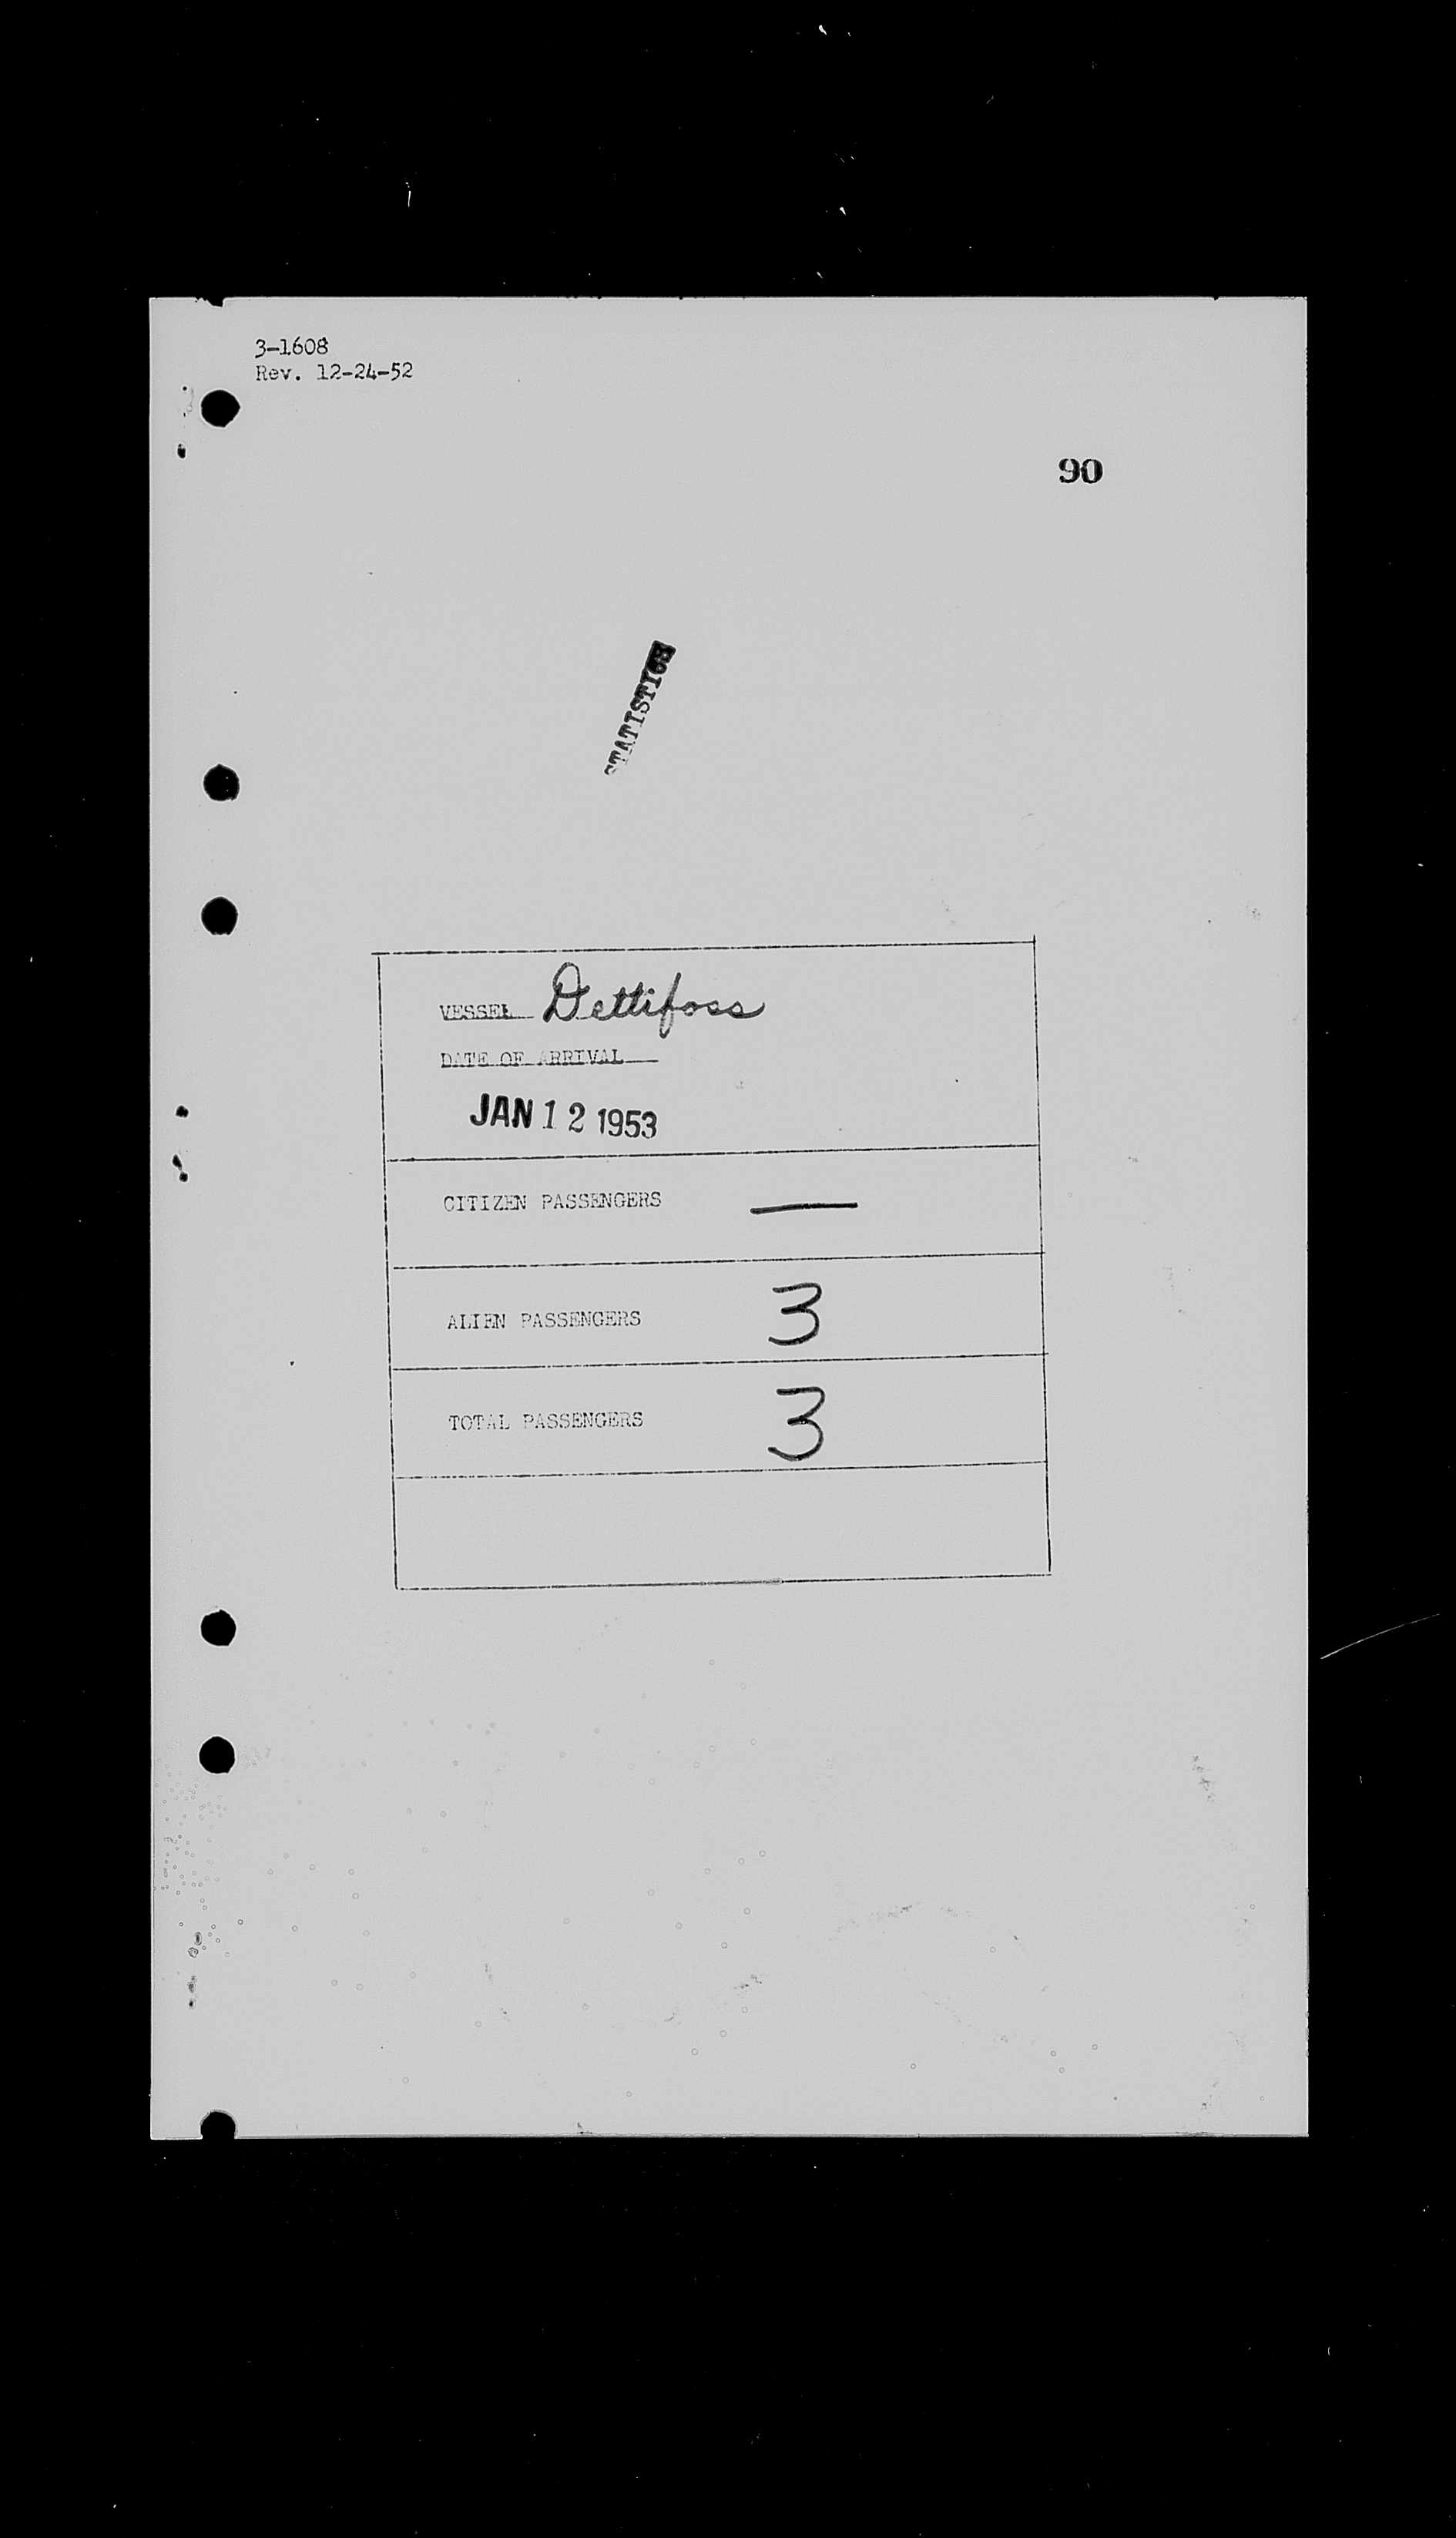 3-1608
Rev. 12-24-52
90
STATISTICS
VESSEL Dettifoss
DATE OF ARRIVAL
JAN 12 1953
CITIZEN PASSENGERS —
ALIEN PASSENGERS 3
TOTAL PASSENGERS 3